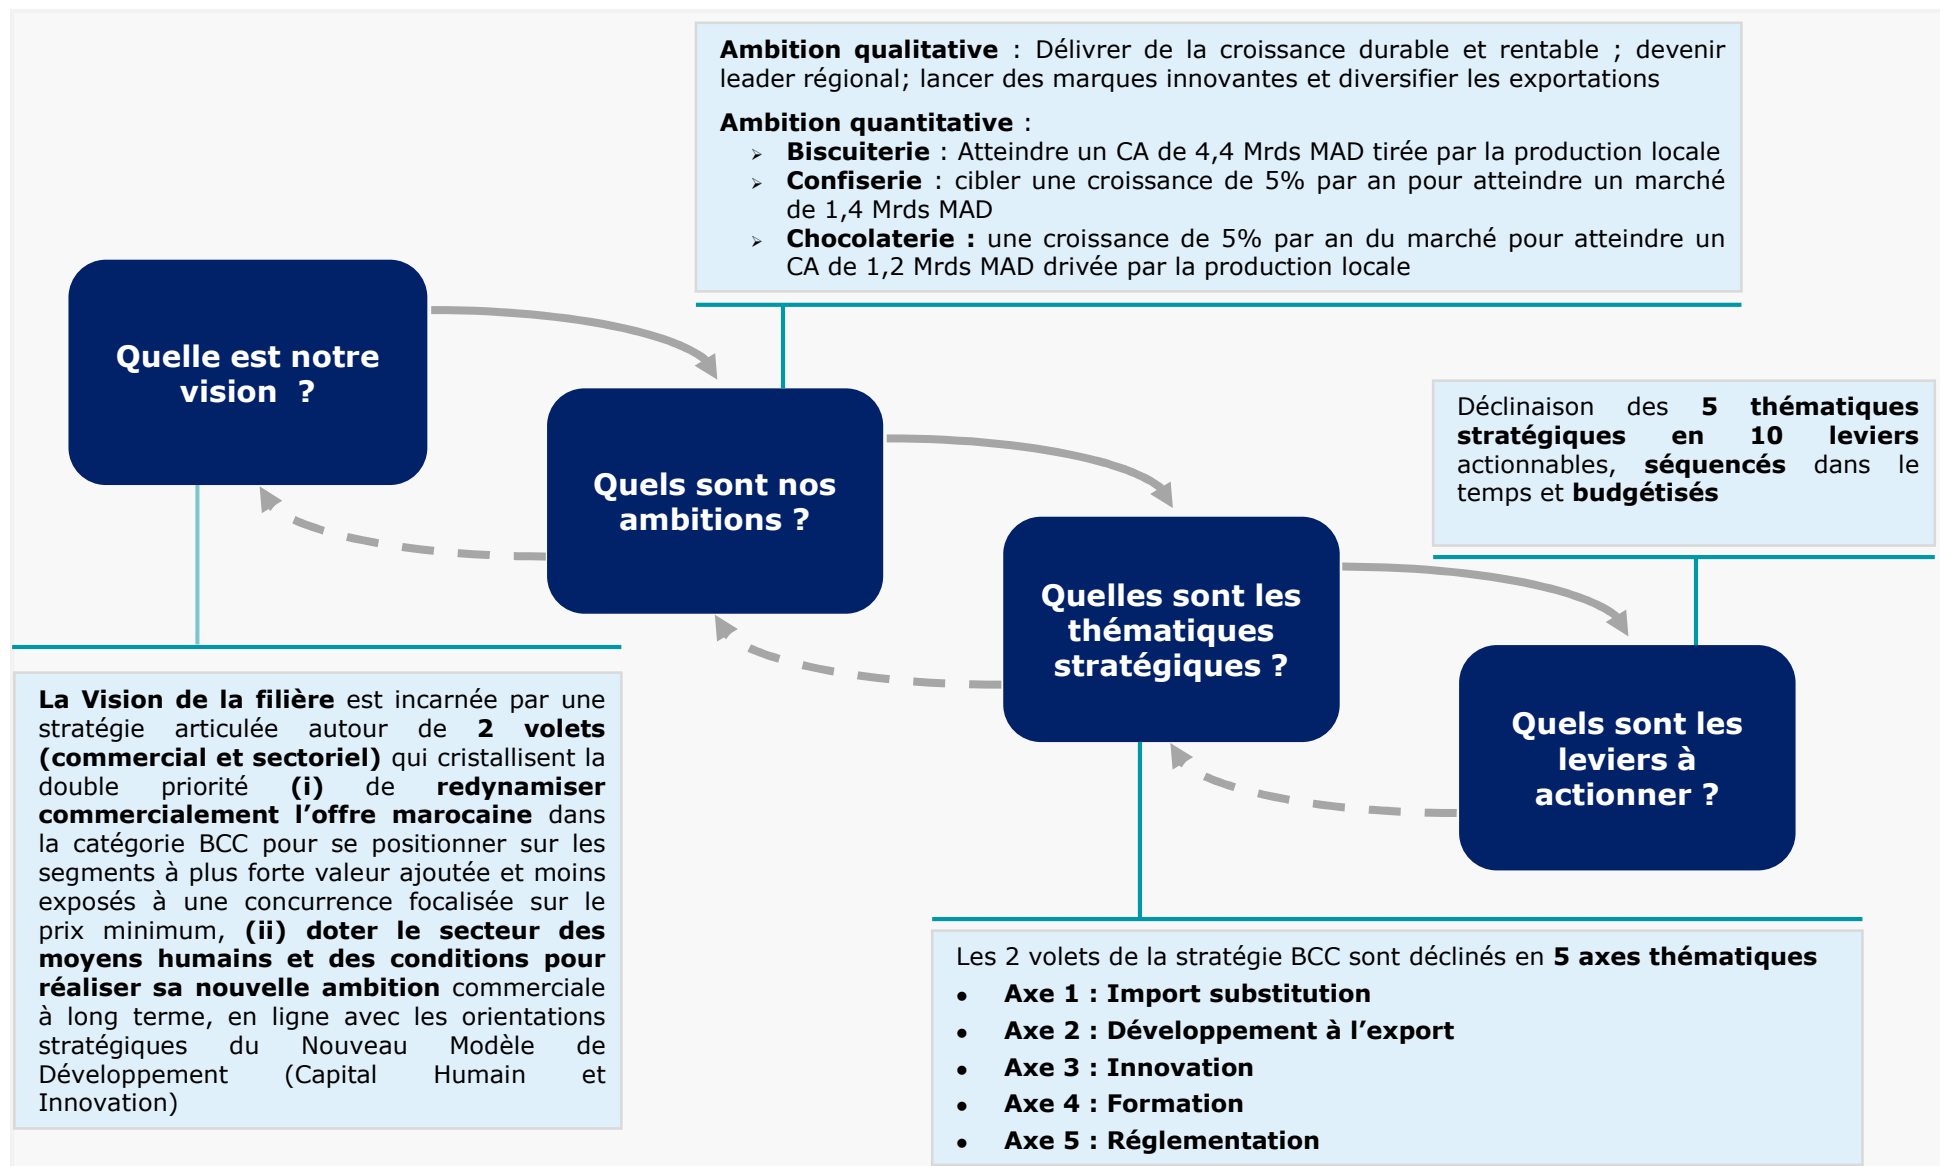 Ambition qualitative : Délivrer de la croissance durable et rentable ; devenir
leader régional; lancer des marques innovantes et diversifier les exportations
Ambition quantitative :
➢ Biscuiterie : Atteindre un CA de 4,4 Mrds MAD tirée par la production locale
➢ Confiserie : cibler une croissance de 5% par an pour atteindre un marché
de 1,4 Mrds MAD
➢ Chocolaterie : une croissance de 5% par an du marché pour atteindre un
CA de 1,2 Mrds MAD drivée par la production locale
Quelle est notre
vision ?
Quels sont nos
ambitions ?
Déclinaison des 5 thématiques
stratégiques en 10 leviers
actionnables, séquencés dans le
temps et budgétisés
Quelles sont les
thématiques
stratégiques ?
Quels sont les
leviers à
actionner ?
La Vision de la filière est incarnée par une
stratégie articulée autour de 2 volets
(commercial et sectoriel) qui cristallisent la
double priorité (i) de redynamiser
commercialement l’offre marocaine dans
la catégorie BCC pour se positionner sur les
segments à plus forte valeur ajoutée et moins
exposés à une concurrence focalisée sur le
prix minimum, (ii) doter le secteur des
moyens humains et des conditions pour
réaliser sa nouvelle ambition commerciale
à long terme, en ligne avec les orientations
stratégiques du Nouveau Modèle de
Développement (Capital Humain et
Innovation)
Les 2 volets de la stratégie BCC sont déclinés en 5 axes thématiques
• Axe 1 : Import substitution
• Axe 2 : Développement à l’export
• Axe 3 : Innovation
• Axe 4 : Formation
• Axe 5 : Réglementation